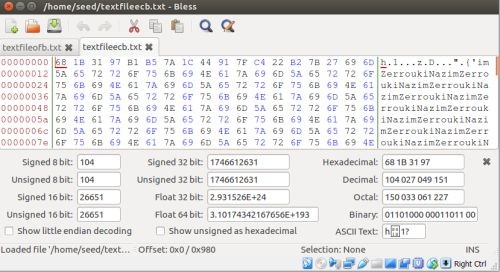 /home/seed/textfileecb.txt - Bless
textfileofb.txt textfileecb.txt
00000000 68 1B 31 97 B1 B5 7A 1C 44 91 7F C4 22 B2 7B 27 69 6D h.1...z.D...".{'im
00000012 5A 65 72 72 6F 75 6B 69 4E 61 7A 69 6D 5A 65 72 72 6F ZerroukiNazimZerro
00000024 75 6B 69 4E 61 7A 69 6D 5A 65 72 72 6F 75 6B 69 4E 61 ukiNazimZerroukiNa
00000036 7A 69 6D 5A 65 72 72 6F 75 6B 69 4E 61 7A 69 6D 5A 65 zimZerroukiNazimZe
00000048 72 72 6F 75 6B 69 4E 61 7A 69 6D 5A 65 72 72 6F 75 6B rroukiNazimZerrouk
0000005a 69 4E 61 7A 69 6D 5A 65 72 72 6F 75 6B 69 4E 61 7A 69 iNazimZerroukiNazi
0000006c 6D 5A 65 72 72 6F 75 6B 69 4E 61 7A 69 6D 5A 65 72 72 mZerroukiNazimZerr
0000007e 6F 75 6B 69 4E 61 7A 69 6D 5A 65 72 72 6F 75 6B 69 4E oukiNazimZerroukiN
Signed 8 bit: 104 Signed 32 bit: 1746612631 Hexadecimal: 68 1B 31 97
Unsigned 8 bit: 104 Unsigned 32 bit: 1746612631 Decimal: 104 027 049 151
Signed 16 bit: 26651 Float 32 bit: 2.931526E+24 Octal: 150 033 061 227
Unsigned 16 bit: 26651 Float 64 bit: 3.1017434216765​6E+193 Binary: 01101000 00011011 00
Show little endian decoding Show unsigned as hexadecimal ASCII Text: h 1?
Loaded file '/home/seed/text... Offset: 0x0 / 0x980 Selection: None INS
Right Ctrl